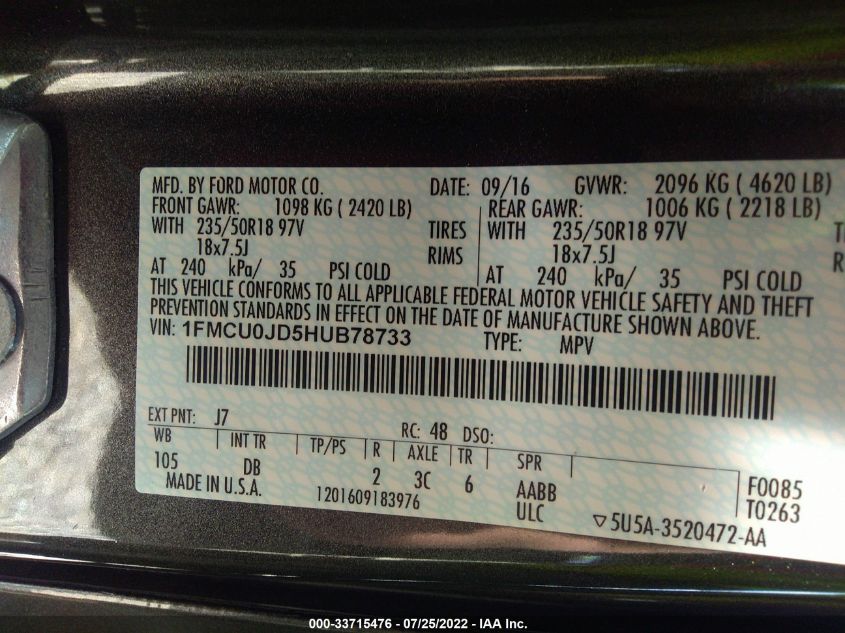 MFD. BY FORD MOTOR CO. DATE: 09/16 GVWR: 2096 KG ( 4620 LB)
FRONT GAWR: 1098 KG ( 2420 LB) REAR GAWR: 1006 KG ( 2218 LB)
WITH 235/50R18 97V TIRES WITH 235/50R18 97V
18x7.5J RIMS 18x7.5J
AT 240 kPa/ 35 PSI COLD AT 240 kPa/ 35 PSI COLD
THIS VEHICLE CONFORMS TO ALL APPLICABLE FEDERAL MOTOR VEHICLE SAFETY AND THEFT
PREVENTION STANDARDS IN EFFECT ON THE DATE OF MANUFACTURE SHOWN ABOVE.
VIN: 1FMCU0JD5HUB78733 TYPE: MPV
EXT PNT: J7 RC: 48 DSO:
WB INT TR TP/PS R AXLE TR SPR
105 DB 2 3C 6 AABB F0085
MADE IN U.S.A. 1201609183976 ULC T0263
▽5U5A-3520472-AA
000-33715476 - 07/25/2022 - IAA Inc.